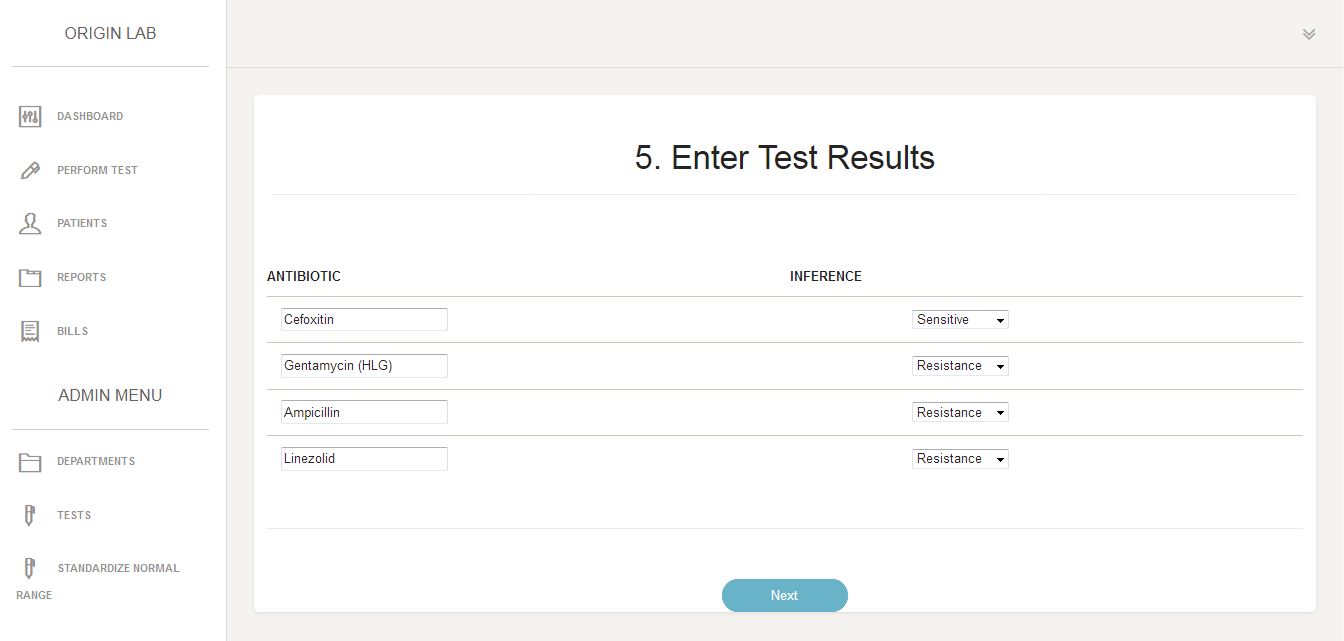 ORIGIN LAB
DASHBOARD
PERFORM TEST
PATIENTS
REPORTS
BILLS
ADMIN MENU
DEPARTMENTS
TESTS
STANDARDIZE NORMAL
RANGE
5. Enter Test Results
ANTIBIOTIC INFERENCE
Cefoxitin Sensitive
Gentamycin (HLG) Resistance
Ampicillin Resistance
Linezolid Resistance
Next